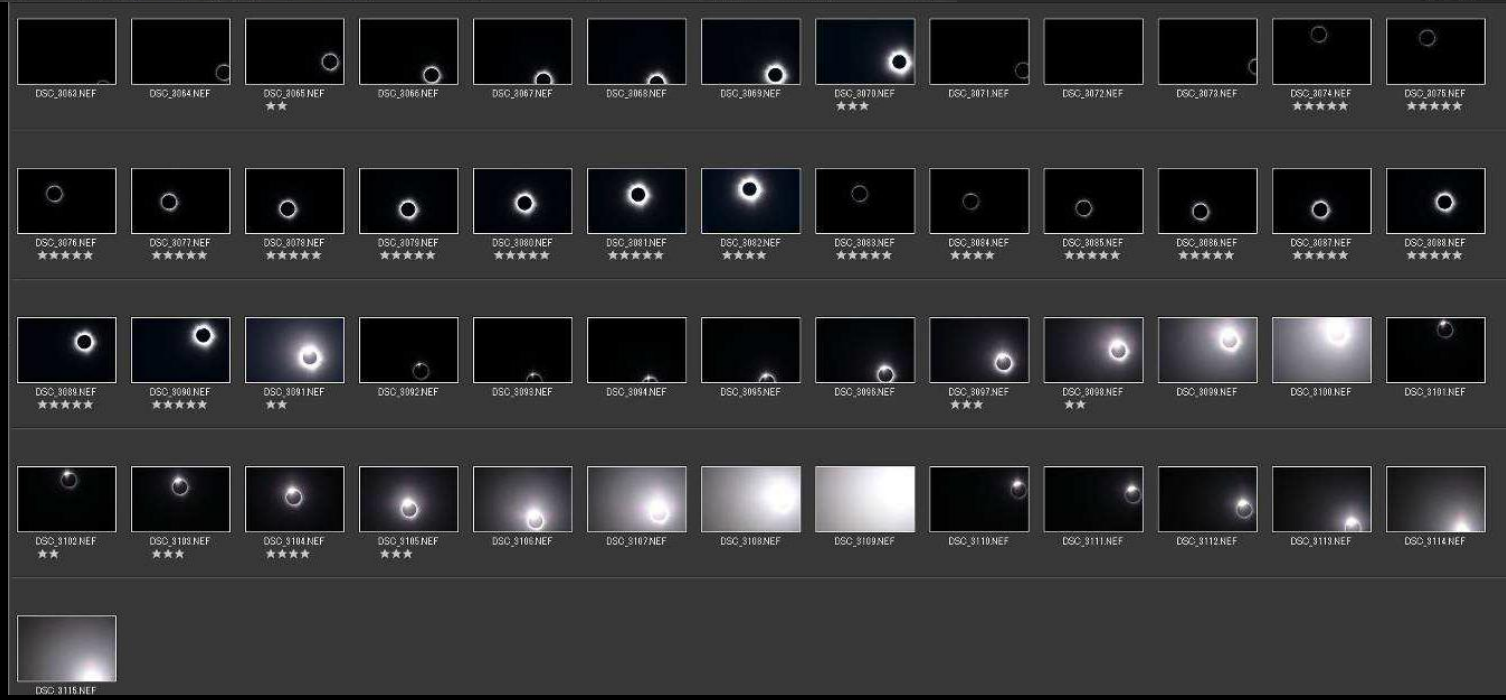 DSC_3063.NEF DSC_3064.NEF DSC_3065.NEF DSC_3066.NEF DSC_3067.NEF DSC_3068.NEF DSC_3069.NEF DSC_3070.NEF DSC_3071.NEF DSC_3072.NEF DSC_3073.NEF DSC_3074.NEF DSC_3075.NEF
DSC_3076.NEF DSC_3077.NEF DSC_3078.NEF DSC_3079.NEF DSC_3080.NEF DSC_3081.NEF DSC_3082.NEF DSC_3083.NEF DSC_3084.NEF DSC_3085.NEF DSC_3086.NEF DSC_3087.NEF DSC_3088.NEF
DSC_3089.NEF DSC_3090.NEF DSC_3091.NEF DSC_3092.NEF DSC_3093.NEF DSC_3094.NEF DSC_3095.NEF DSC_3096.NEF DSC_3097.NEF DSC_3098.NEF DSC_3099.NEF DSC_3100.NEF DSC_3101.NEF
DSC_3102.NEF DSC_3103.NEF DSC_3104.NEF DSC_3105.NEF DSC_3106.NEF DSC_3107.NEF DSC_3108.NEF DSC_3109.NEF DSC_3110.NEF DSC_3111.NEF DSC_3112.NEF DSC_3113.NEF DSC_3114.NEF
DSC_3115.NEF